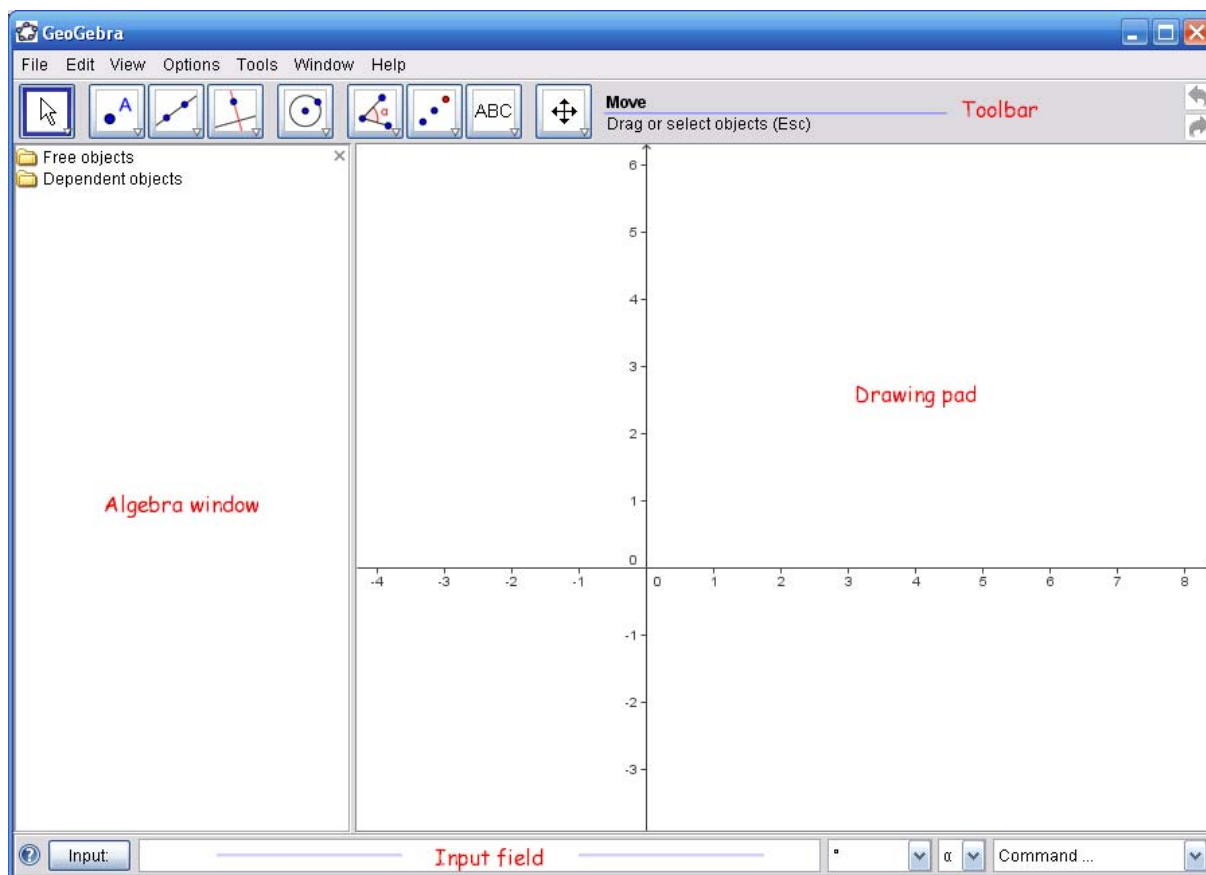 GeoGebra
File Edit View Options Tools Window Help
A
α
ABC
Move
Drag or select objects (Esc)
Toolbar
Free objects
Dependent objects
Algebra window
Drawing pad
6
5
4
3
2
1
0
-4 -3 -2 -1 0 1 2 3 4 5 6 7 8
-1
-2
-3
Input:
Input field
° α Command ...